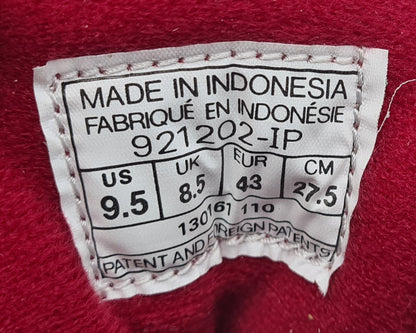 MADE IN INDONESIA
FABRIQUÉ EN INDONÉSIE
921202-IP
US UK EUR CM
9.5 8.5 43 27.5
130161 110
PATENT AND FOREIGN PATENTS